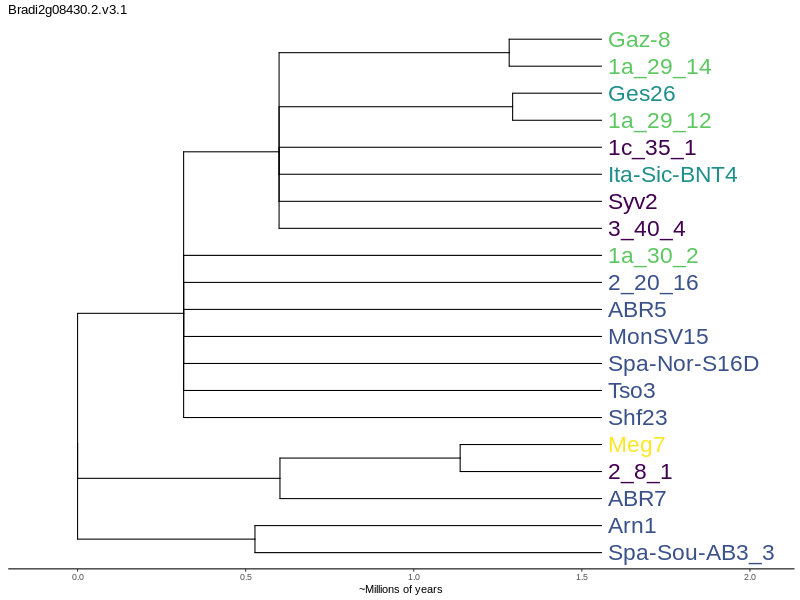 Bradi2g08430.2.v3.1
Gaz-8
1a_29_14
Ges26
1a_29_12
1c_35_1
Ita-Sic-BNT4
Syv2
3_40_4
1a_30_2
2_20_16
ABR5
MonSV15
Spa-Nor-S16D
Tso3
Shf23
Meg7
2_8_1
ABR7
Arn1
Spa-Sou-AB3_3
0.0 0.5 1.0 1.5 2.0
~Millions of years